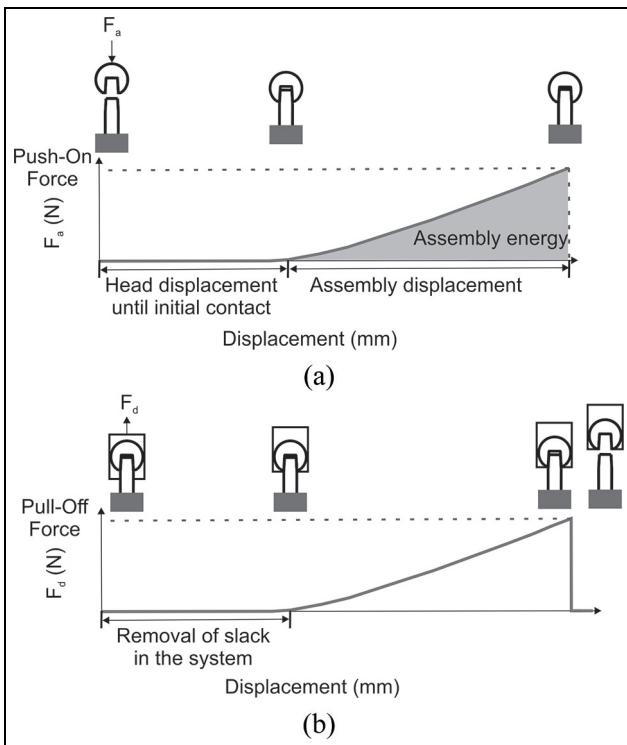 Fa
Push-On
Force
Fa (N)
Assembly energy
Head displacement
until initial contact
Assembly displacement
Displacement (mm)
(a)
Fd
Pull-Off
Force
Fd (N)
Removal of slack
in the system
Displacement (mm)
(b)